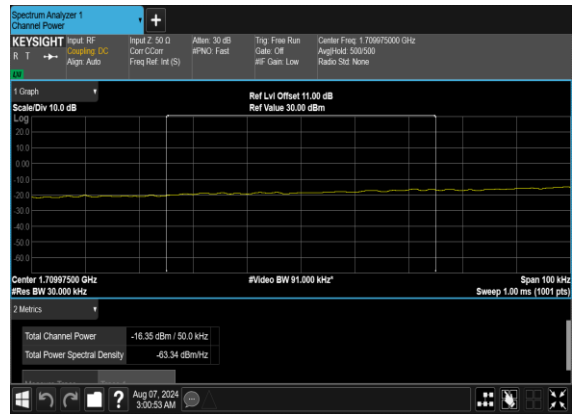 Spectrum Analyzer 1
Channel Power
+
KEYSIGHT
R T
Input: RF
Coupling: DC
Align: Auto
Input Z: 50 Ω
Corr CCorr
Freq Ref: Int (S)
Atten: 30 dB
#PNO: Fast
Trig: Free Run
Gate: Off
#IF Gain: Low
Center Freq: 1.709975000 GHz
Avg|Hold: 500/500
Radio Std: None
1 Graph
Scale/Div 10.0 dB
Ref Lvl Offset 11.00 dB
Ref Value 30.00 dBm
Log
20.0
10.0
0.00
-10.0
-20.0
-30.0
-40.0
-50.0
-60.0
Center 1.70997500 GHz
#Res BW 30.000 kHz
#Video BW 91.000 kHz*
Span 100 kHz
Sweep 1.00 ms (1001 pts)
2 Metrics
Total Channel Power -16.35 dBm / 50.0 kHz
Total Power Spectral Density -63.34 dBm/Hz
?
Aug 07, 2024
3:00:53 AM